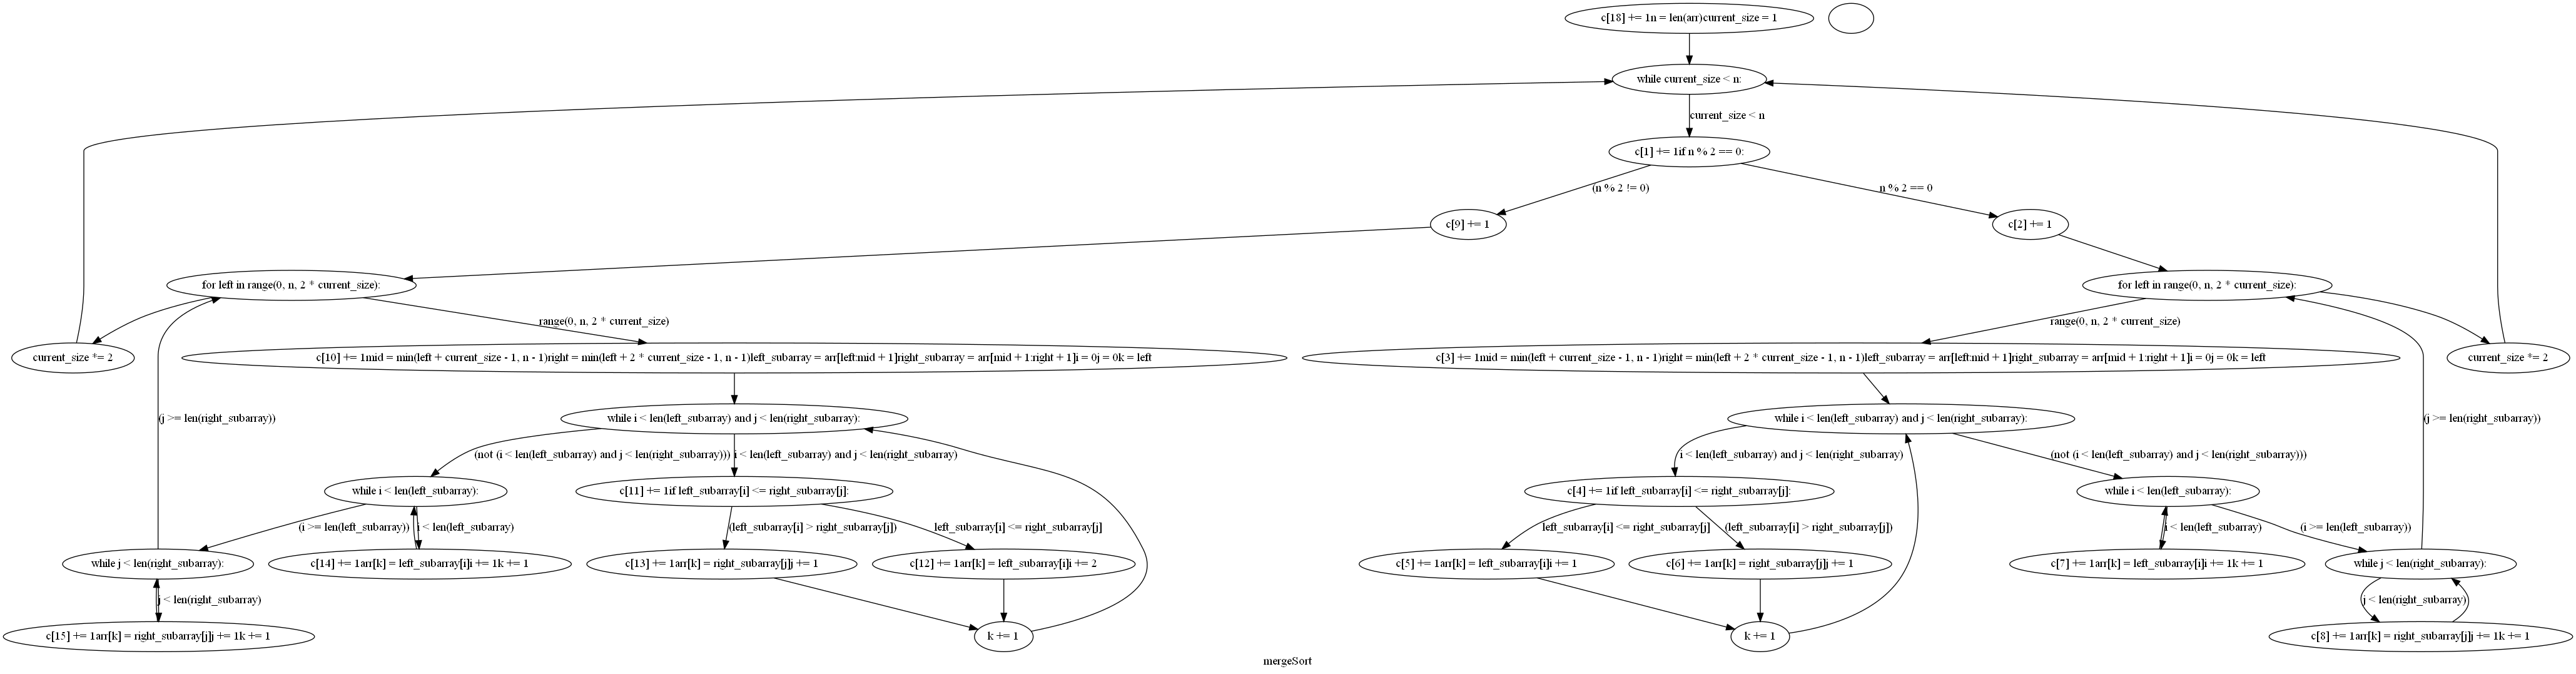 c[18] += 1n = len(arr)current_size = 1
while current_size < n:
current_size < n
c[1] += 1if n % 2 == 0:
(n % 2 != 0)
n % 2 == 0
c[9] += 1
c[2] += 1
for left in range(0, n, 2 * current_size):
for left in range(0, n, 2 * current_size):
range(0, n, 2 * current_size)
range(0, n, 2 * current_size)
current_size *= 2
c[10] += 1mid = min(left + current_size - 1, n - 1)right = min(left + 2 * current_size - 1, n - 1)left_subarray = arr[left:mid + 1]right_subarray = arr[mid + 1:right + 1]i = 0j = 0k = left
c[3] += 1mid = min(left + current_size - 1, n - 1)right = min(left + 2 * current_size - 1, n - 1)left_subarray = arr[left:mid + 1]right_subarray = arr[mid + 1:right + 1]i = 0j = 0k = left
current_size *= 2
(j >= len(right_subarray))
while i < len(left_subarray) and j < len(right_subarray):
while i < len(left_subarray) and j < len(right_subarray):
(j >= len(right_subarray))
(not (i < len(left_subarray) and j < len(right_subarray)))
i < len(left_subarray) and j < len(right_subarray)
i < len(left_subarray) and j < len(right_subarray)
(not (i < len(left_subarray) and j < len(right_subarray)))
while i < len(left_subarray):
c[11] += 1if left_subarray[i] <= right_subarray[j]:
c[4] += 1if left_subarray[i] <= right_subarray[j]:
while i < len(left_subarray):
(i >= len(left_subarray))
i < len(left_subarray)
(left_subarray[i] > right_subarray[j])
left_subarray[i] <= right_subarray[j]
left_subarray[i] <= right_subarray[j]
(left_subarray[i] > right_subarray[j])
i < len(left_subarray)
(i >= len(left_subarray))
while j < len(right_subarray):
c[14] += 1arr[k] = left_subarray[i]i += 1k += 1
c[13] += 1arr[k] = right_subarray[j]j += 1
c[12] += 1arr[k] = left_subarray[i]i += 2
c[5] += 1arr[k] = left_subarray[i]i += 1
c[6] += 1arr[k] = right_subarray[j]j += 1
c[7] += 1arr[k] = left_subarray[i]i += 1k += 1
while j < len(right_subarray):
j < len(right_subarray)
j < len(right_subarray)
c[15] += 1arr[k] = right_subarray[j]j += 1k += 1
k += 1
k += 1
c[8] += 1arr[k] = right_subarray[j]j += 1k += 1
mergeSort